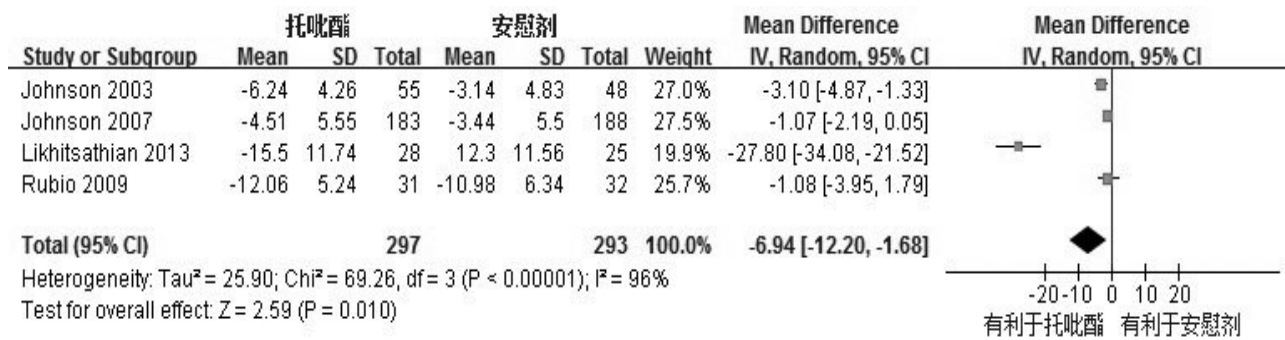 托吡酯 安慰剂 Mean Difference Mean Difference
Study or Subgroup Mean SD Total Mean SD Total Weight IV, Random, 95% CI IV, Random, 95% CI
Johnson 2003 -6.24 4.26 55 -3.14 4.83 48 27.0% -3.10 [-4.87, -1.33]
Johnson 2007 -4.51 5.55 183 -3.44 5.5 188 27.5% -1.07 [-2.19, 0.05]
Likhitsathian 2013 -15.5 11.74 28 12.3 11.56 25 19.9% -27.80 [-34.08, -21.52]
Rubio 2009 -12.06 5.24 31 -10.98 6.34 32 25.7% -1.08 [-3.95, 1.79]
Total (95% CI) 297 293 100.0% -6.94 [-12.20, -1.68]
Heterogeneity: Tau² = 25.90; Chi² = 69.26, df = 3 (P < 0.00001); I² = 96%
Test for overall effect: Z = 2.59 (P = 0.010)
-20 -10 0 10 20
有利于托吡酯 有利于安慰剂